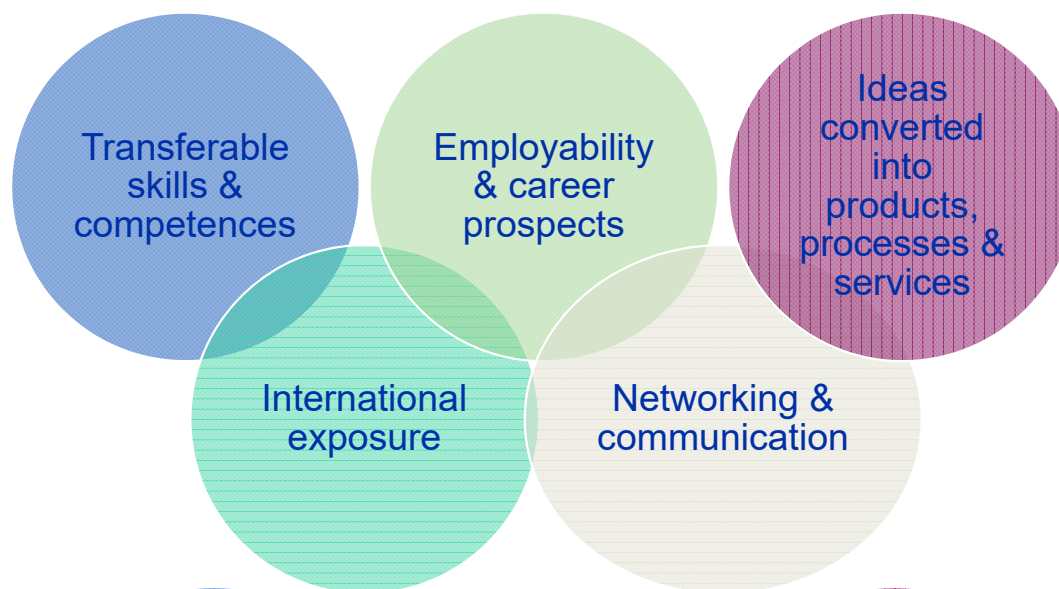 Transferable
skills &
competences
Employability
& career
prospects
Ideas
converted
into
products,
processes &
services
International
exposure
Networking &
communication